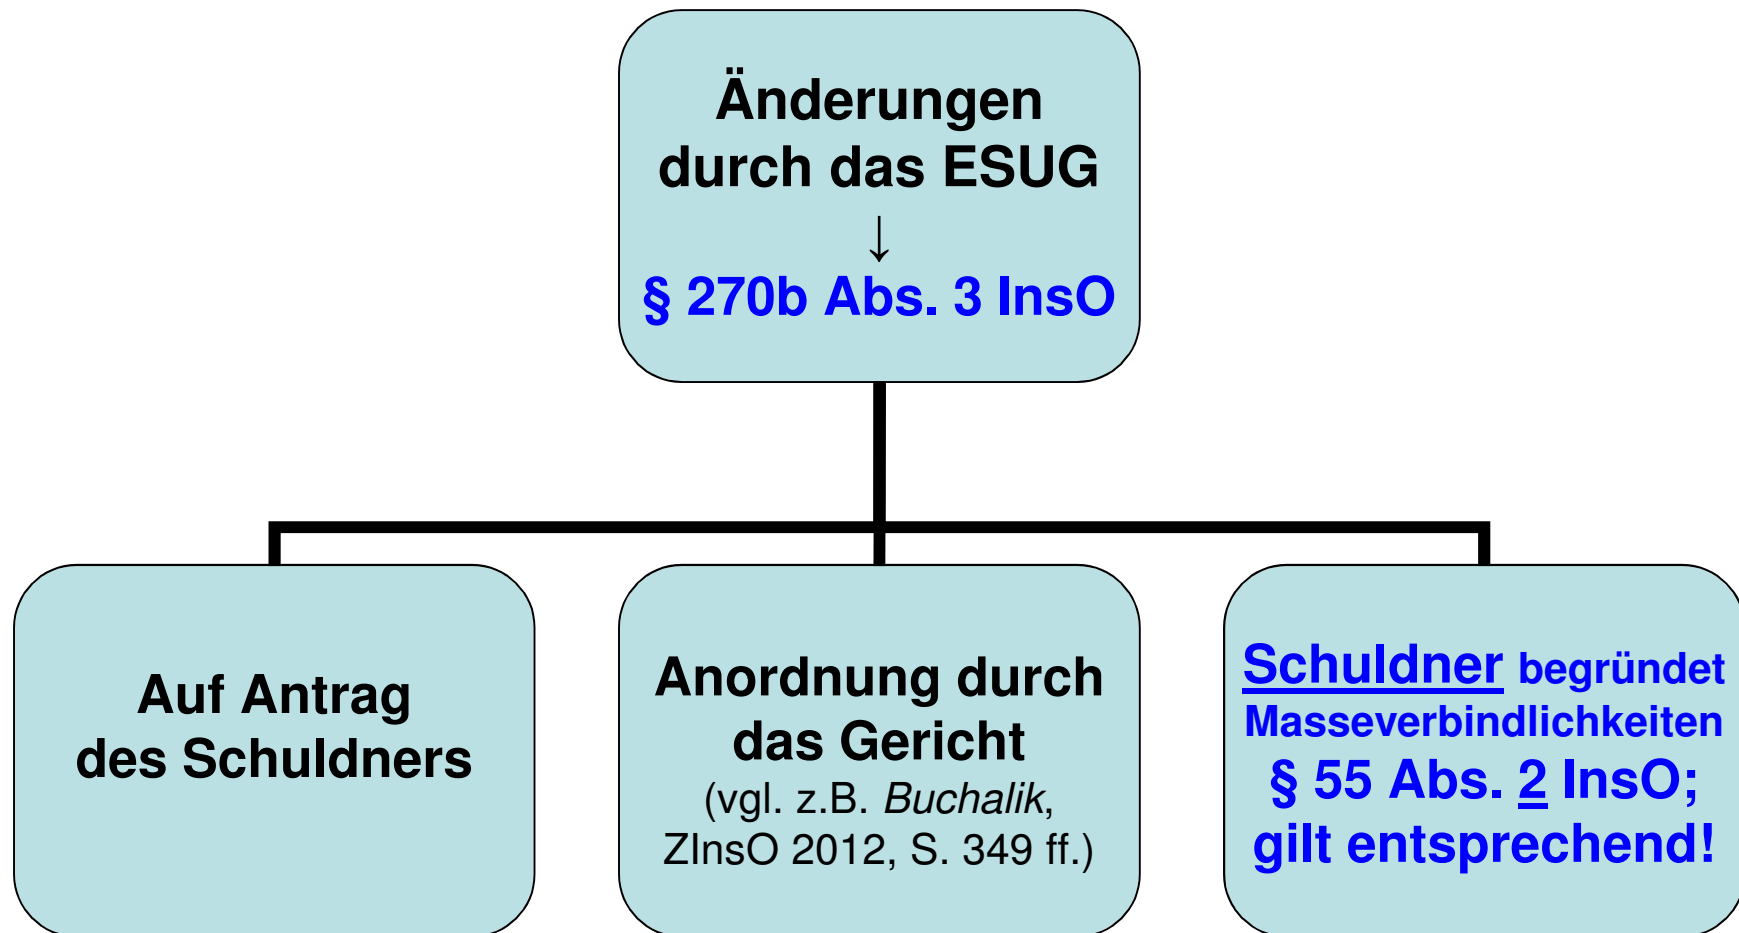 Änderungen
durch das ESUG
↓
§ 270b Abs. 3 InsO
Auf Antrag
des Schuldners
Anordnung durch
das Gericht
(vgl. z.B. Buchalik,
ZInsO 2012, S. 349 ff.)
Schuldner begründet
Masseverbindlichkeiten
§ 55 Abs. 2 InsO;
gilt entsprechend!